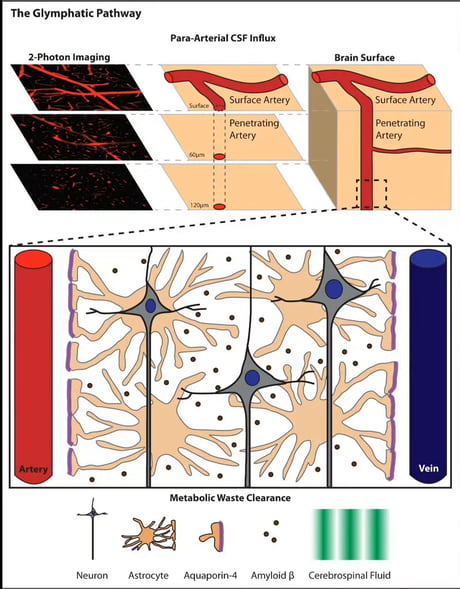 The Glymphatic Pathway
Para-Arterial CSF Influx
2-Photon Imaging
Brain Surface
Surface
Surface Artery
Surface Artery
Penetrating
Artery
Penetrating
Artery
60μm
120μm
Artery
Vein
Metabolic Waste Clearance
Neuron
Astrocyte
Aquaporin-4
Amyloid β
Cerebrospinal Fluid